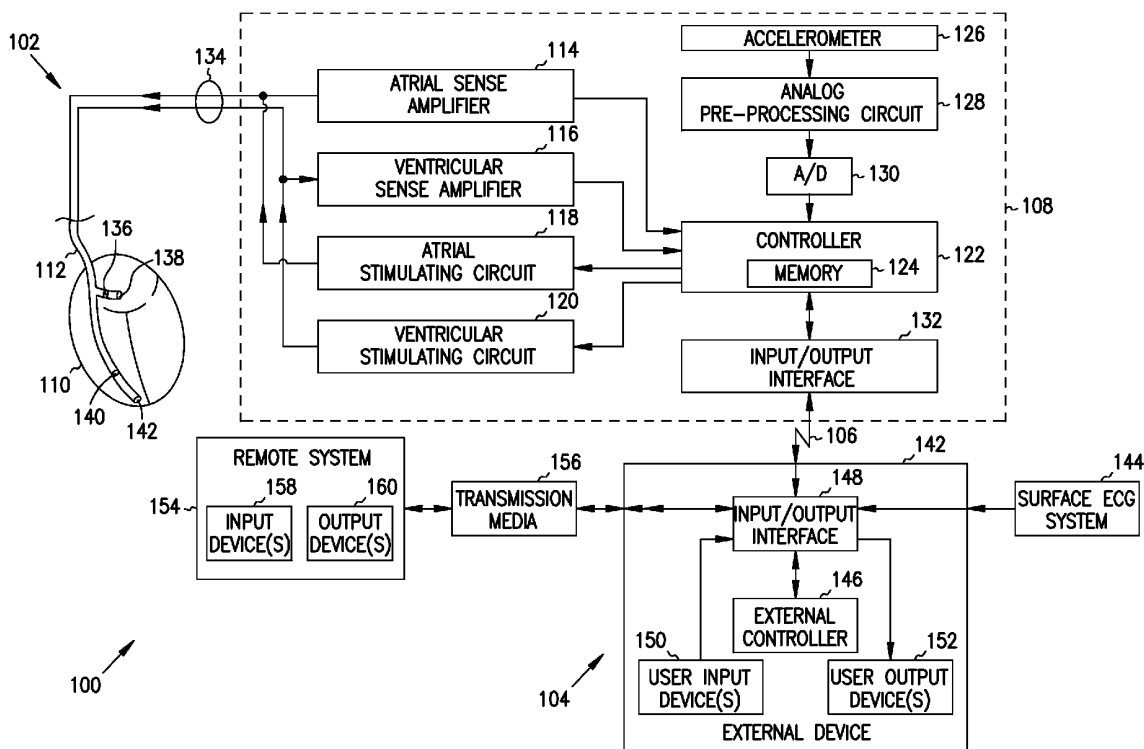 102
134
114
ATRIAL SENSE
AMPLIFIER
116
VENTRICULAR
SENSE AMPLIFIER
118
ATRIAL
STIMULATING CIRCUIT
120
VENTRICULAR
STIMULATING CIRCUIT
ACCELEROMETER
126
ANALOG
PRE-PROCESSING CIRCUIT
128
A/D
130
108
CONTROLLER
122
MEMORY
124
132
INPUT/OUTPUT
INTERFACE
136
112
138
110
140
142
106
REMOTE SYSTEM
154
158
INPUT
DEVICE(S)
160
OUTPUT
DEVICE(S)
156
TRANSMISSION
MEDIA
142
148
INPUT/OUTPUT
INTERFACE
144
SURFACE ECG
SYSTEM
146
EXTERNAL
CONTROLLER
150
USER INPUT
DEVICE(S)
152
USER OUTPUT
DEVICE(S)
EXTERNAL DEVICE
100
104